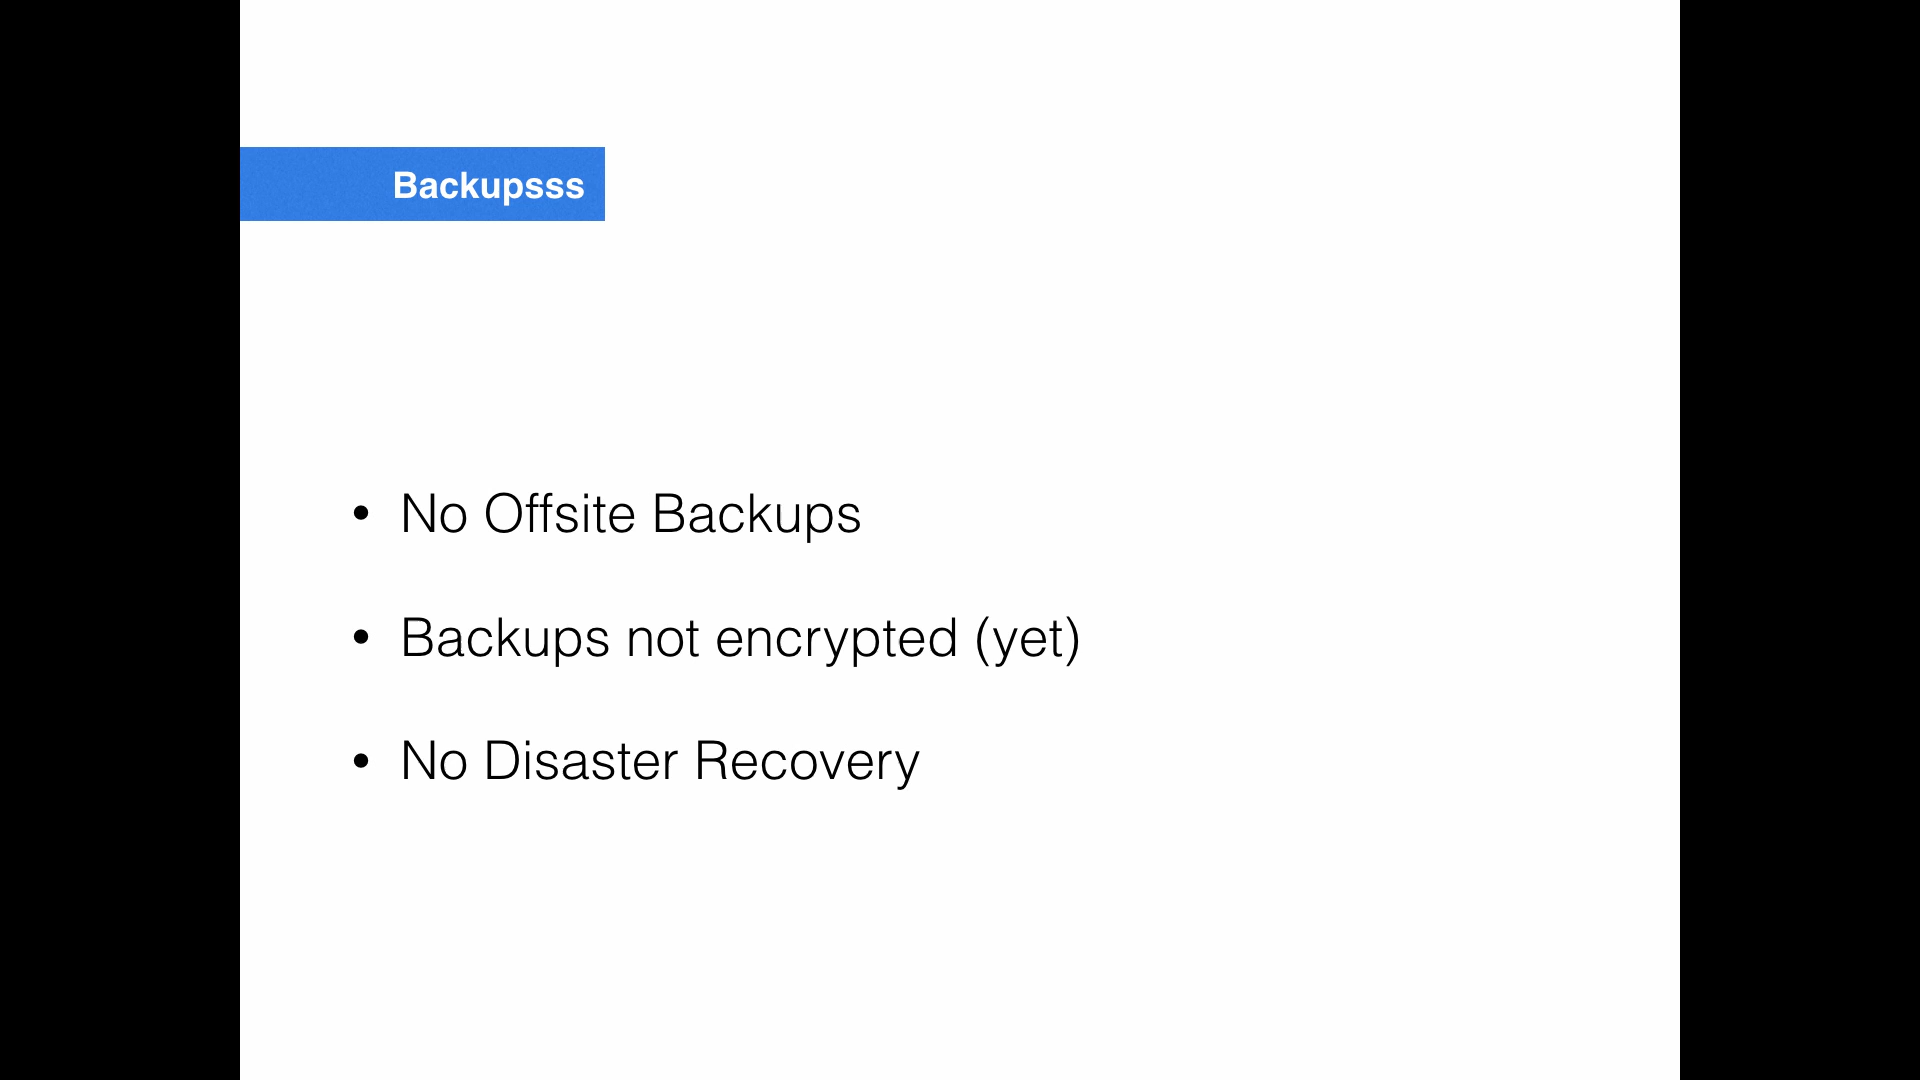 Backupsss
• No Offsite Backups
• Backups not encrypted (yet)
• No Disaster Recovery